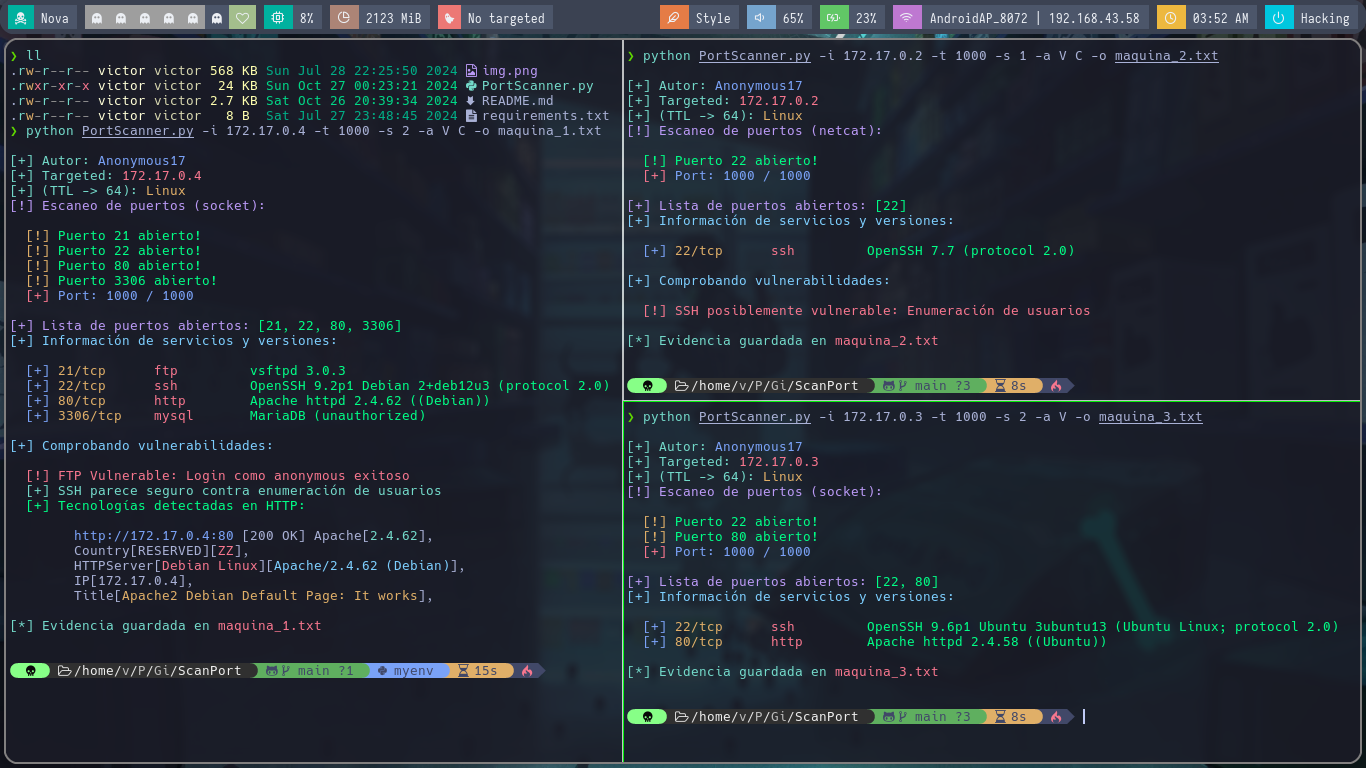 Nova 8% 2123 MiB No targeted Style 65% 23% AndroidAP_8072 | 192.168.43.58 03:52 AM Hacking
❯ ll
.rw-r--r-- victor victor 568 KB Sun Jul 28 22:25:50 2024 img.png
.rwxr-xr-x victor victor 24 KB Sun Oct 27 00:23:21 2024 PortScanner.py
.rw-r--r-- victor victor 2.7 KB Sat Oct 26 20:39:34 2024 README.md
.rw-r--r-- victor victor 8 B Sat Jul 27 23:48:45 2024 requirements.txt
❯ python PortScanner.py -i 172.17.0.4 -t 1000 -s 2 -a V C -o maquina_1.txt
[+] Autor: Anonymous17
[+] Targeted: 172.17.0.4
[+] (TTL -> 64): Linux
[!] Escaneo de puertos (socket):
[!] Puerto 21 abierto!
[!] Puerto 22 abierto!
[!] Puerto 80 abierto!
[!] Puerto 3306 abierto!
[+] Port: 1000 / 1000
[+] Lista de puertos abiertos: [21, 22, 80, 3306]
[+] Información de servicios y versiones:
[+] 21/tcp ftp vsftpd 3.0.3
[+] 22/tcp ssh OpenSSH 9.2p1 Debian 2+deb12u3 (protocol 2.0)
[+] 80/tcp http Apache httpd 2.4.62 ((Debian))
[+] 3306/tcp mysql MariaDB (unauthorized)
[+] Comprobando vulnerabilidades:
[!] FTP Vulnerable: Login como anonymous exitoso
[+] SSH parece seguro contra enumeración de usuarios
[+] Tecnologías detectadas en HTTP:
http://172.17.0.4:80 [200 OK] Apache[2.4.62],
Country[RESERVED][ZZ],
HTTPServer[Debian Linux][Apache/2.4.62 (Debian)],
IP[172.17.0.4],
Title[Apache2 Debian Default Page: It works],
[*] Evidencia guardada en maquina_1.txt
/home/v/P/Gi/ScanPort main ?1 myenv 15s
❯ python PortScanner.py -i 172.17.0.2 -t 1000 -s 1 -a V C -o maquina_2.txt
[+] Autor: Anonymous17
[+] Targeted: 172.17.0.2
[+] (TTL -> 64): Linux
[!] Escaneo de puertos (netcat):
[!] Puerto 22 abierto!
[+] Port: 1000 / 1000
[+] Lista de puertos abiertos: [22]
[+] Información de servicios y versiones:
[+] 22/tcp ssh OpenSSH 7.7 (protocol 2.0)
[+] Comprobando vulnerabilidades:
[!] SSH posiblemente vulnerable: Enumeración de usuarios
[*] Evidencia guardada en maquina_2.txt
/home/v/P/Gi/ScanPort main ?3 8s
❯ python PortScanner.py -i 172.17.0.3 -t 1000 -s 2 -a V -o maquina_3.txt
[+] Autor: Anonymous17
[+] Targeted: 172.17.0.3
[+] (TTL -> 64): Linux
[!] Escaneo de puertos (socket):
[!] Puerto 22 abierto!
[!] Puerto 80 abierto!
[+] Port: 1000 / 1000
[+] Lista de puertos abiertos: [22, 80]
[+] Información de servicios y versiones:
[+] 22/tcp ssh OpenSSH 9.6p1 Ubuntu 3ubuntu13 (Ubuntu Linux; protocol 2.0)
[+] 80/tcp http Apache httpd 2.4.58 ((Ubuntu))
[*] Evidencia guardada en maquina_3.txt
/home/v/P/Gi/ScanPort main ?3 8s